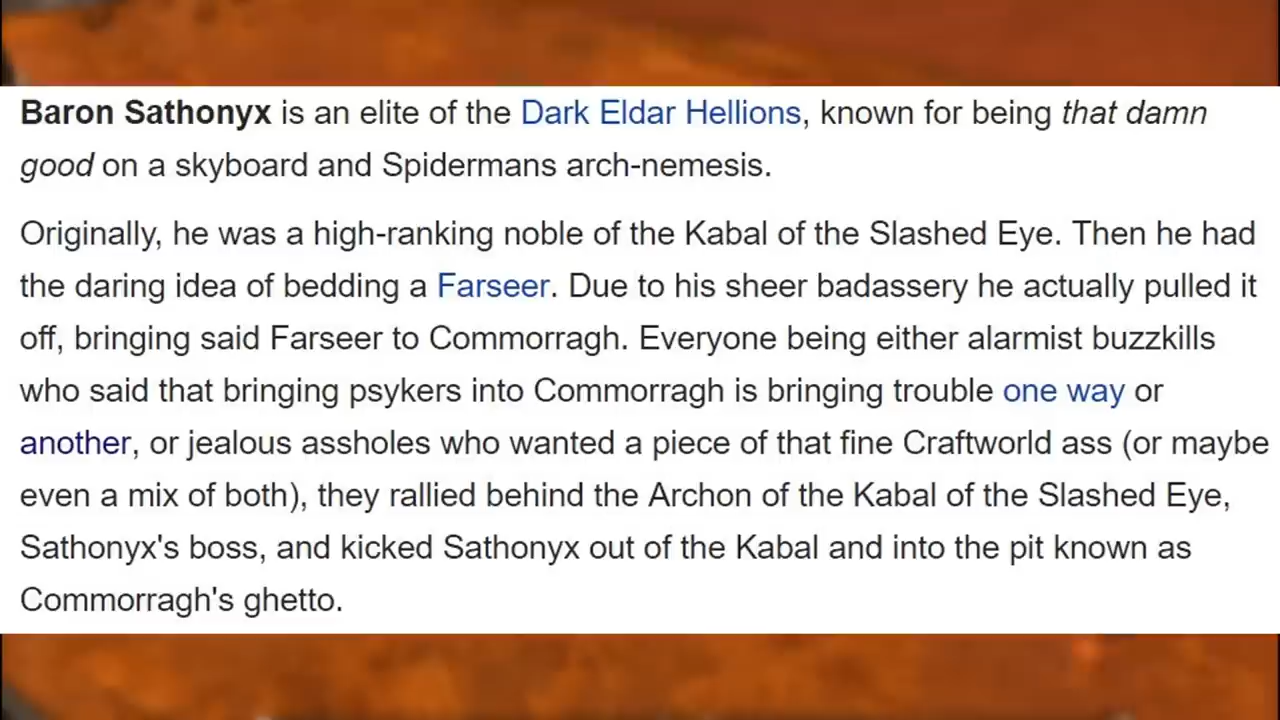 Baron Sathonyx is an elite of the Dark Eldar Hellions, known for being that damn
good on a skyboard and Spidermans arch-nemesis.
Originally, he was a high-ranking noble of the Kabal of the Slashed Eye. Then he had
the daring idea of bedding a Farseer. Due to his sheer badassery he actually pulled it
off, bringing said Farseer to Commorragh. Everyone being either alarmist buzzkills
who said that bringing psykers into Commorragh is bringing trouble one way or
another, or jealous assholes who wanted a piece of that fine Craftworld ass (or maybe
even a mix of both), they rallied behind the Archon of the Kabal of the Slashed Eye,
Sathonyx's boss, and kicked Sathonyx out of the Kabal and into the pit known as
Commorragh's ghetto.